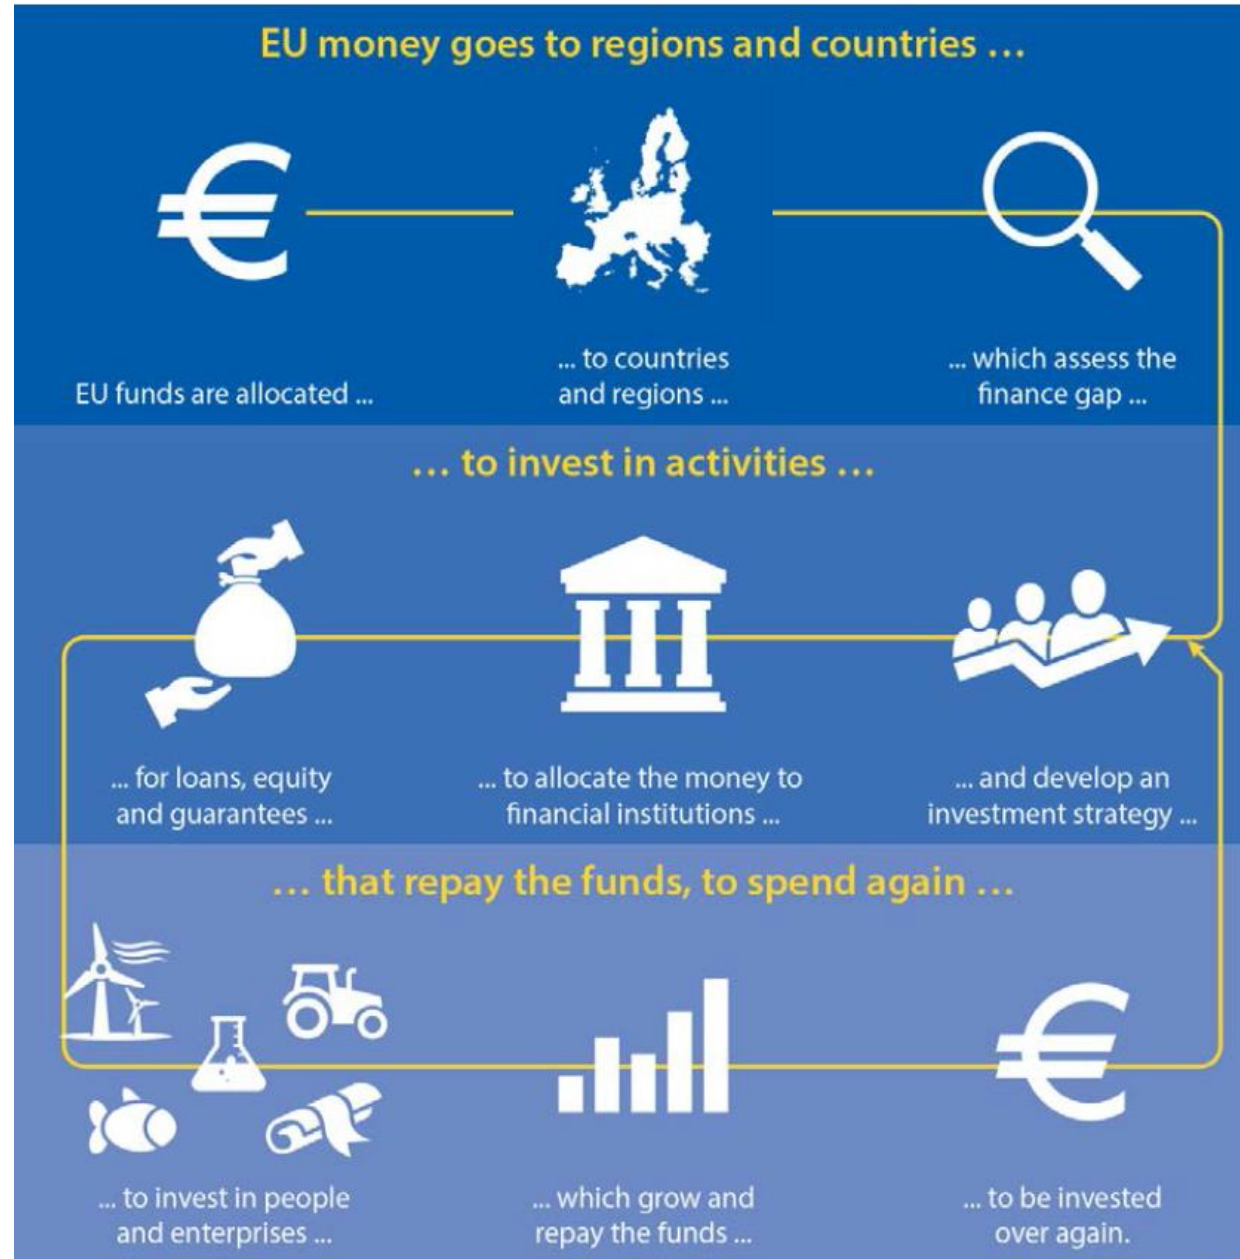 EU money goes to regions and countries ...
EU funds are allocated ...
... to countries
and regions ...
... which assess the
finance gap ...
... to invest in activities ...
... for loans, equity
and guarantees ...
... to allocate the money to
financial institutions ...
... and develop an
investment strategy ...
... that repay the funds, to spend again ...
... to invest in people
and enterprises ...
... which grow and
repay the funds ...
... to be invested
over again.